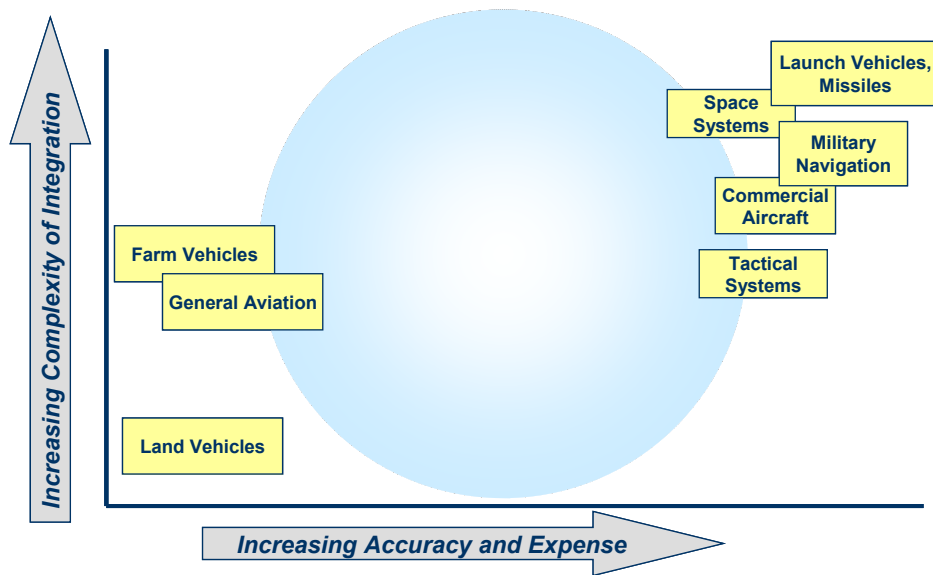 Increasing Complexity of Integration
Launch Vehicles,
Missiles
Space
Systems
Military
Navigation
Commercial
Aircraft
Farm Vehicles
Tactical
Systems
General Aviation
Land Vehicles
Increasing Accuracy and Expense